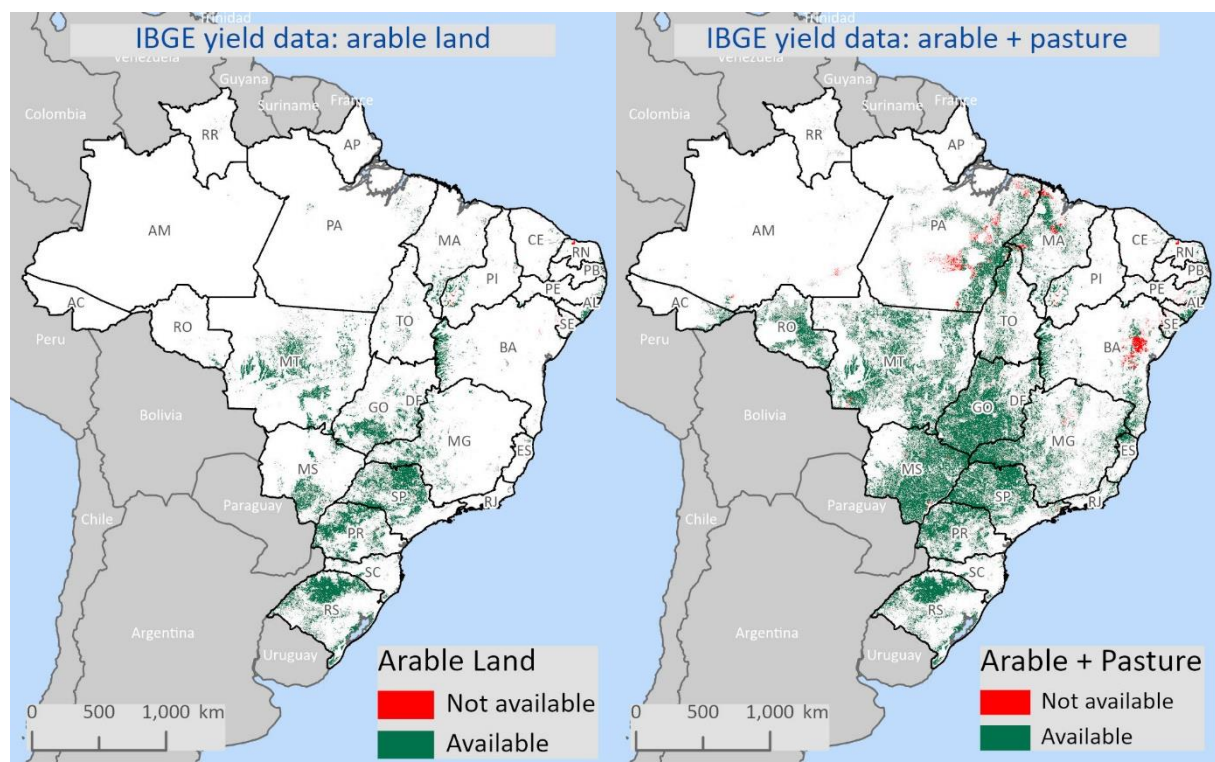 IBGE yield data: arable land
Trinidad
Venezuela
Guyana
Suriname
France
Colombia
RR
AP
AM
PA
MA
CE
RN
PB
PE
AL
SE
PI
AC
RO
TO
BA
MT
Peru
Bolivia
GO
DF
MG
ES
MS
SP
RJ
Paraguay
Chile
PR
SC
RS
Argentina
Uruguay
Arable Land
Not available
Available
0 500 1,000 km
IBGE yield data: arable + pasture
Trinidad
Venezuela
Guyana
Suriname
France
Colombia
RR
AP
AM
PA
MA
CE
RN
PB
PE
AL
SE
PI
AC
RO
TO
BA
MT
Peru
Bolivia
GO
DF
MG
ES
MS
SP
RJ
Paraguay
Chile
PR
SC
RS
Argentina
Uruguay
Arable + Pasture
Not available
Available
0 500 1,000 km